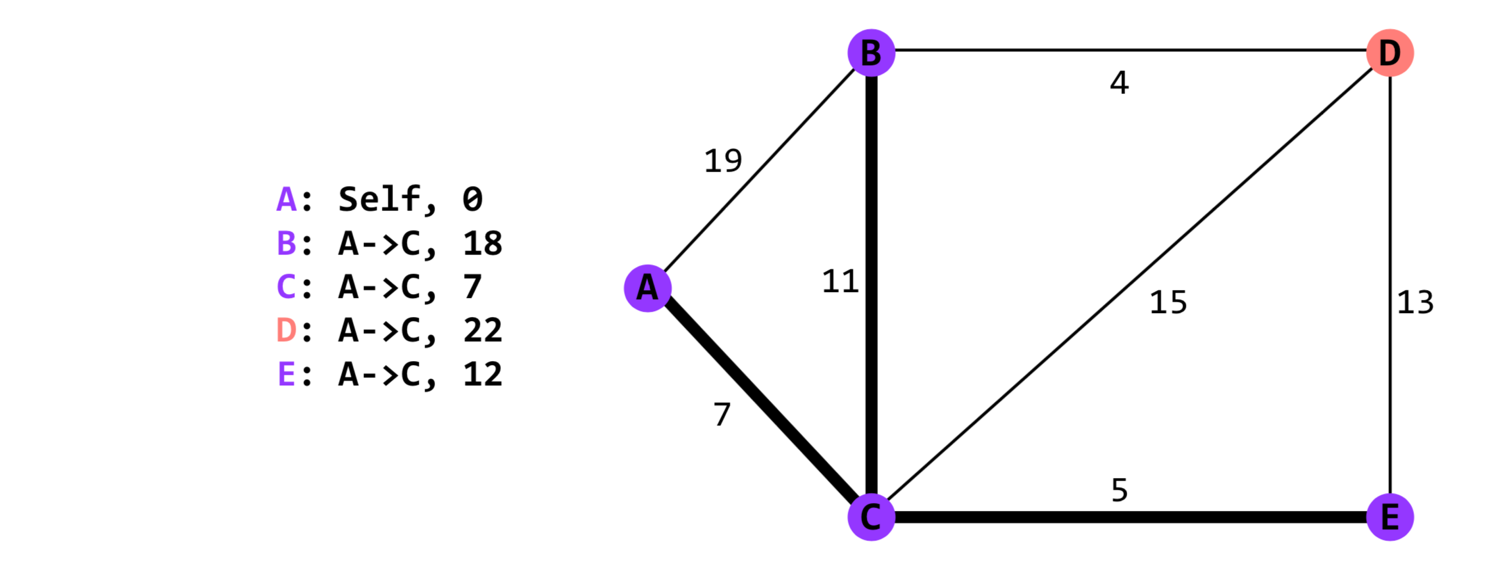 A: Self, 0
B: A->C, 18
C: A->C, 7
D: A->C, 22
E: A->C, 12
B
D
4
19
A
11
15
13
7
5
C
E